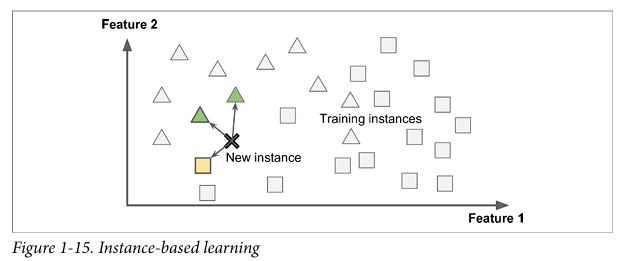 Feature 2
Training instances
New instance
Feature 1
Figure 1-15. Instance-based learning